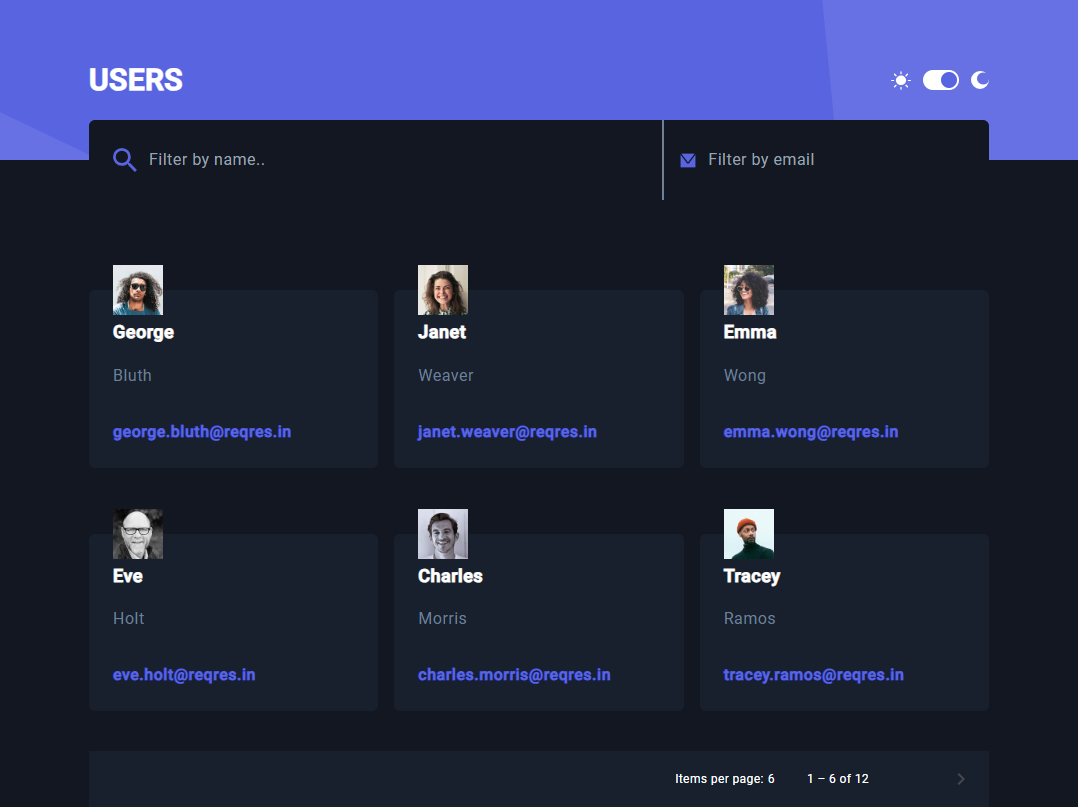 USERS
Filter by name..
Filter by email
George
Janet
Emma
Bluth
Weaver
Wong
george.bluth@reqres.in
janet.weaver@reqres.in
emma.wong@reqres.in
Eve
Charles
Tracey
Holt
Morris
Ramos
eve.holt@reqres.in
charles.morris@reqres.in
tracey.ramos@reqres.in
Items per page: 6
1 – 6 of 12